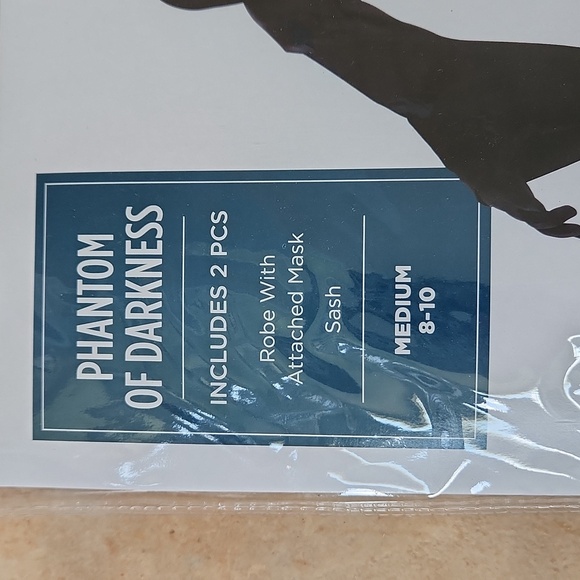 PHANTOM
OF DARKNESS
INCLUDES 2 PCS
Robe With
Attached Mask
Sash
MEDIUM
8-10